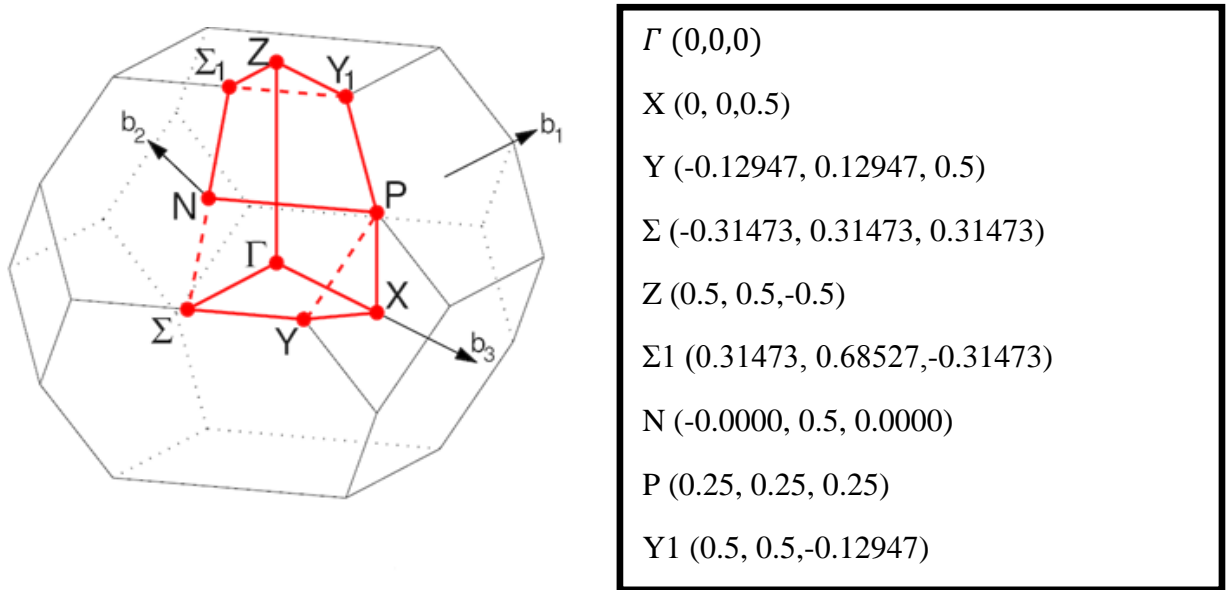 Z
Σ1
Y1
b2
b1
N
P
Γ
X
Σ
Y
b3
Γ (0,0,0)
X (0, 0,0.5)
Y (-0.12947, 0.12947, 0.5)
Σ (-0.31473, 0.31473, 0.31473)
Z (0.5, 0.5,-0.5)
Σ1 (0.31473, 0.68527,-0.31473)
N (-0.0000, 0.5, 0.0000)
P (0.25, 0.25, 0.25)
Y1 (0.5, 0.5,-0.12947)